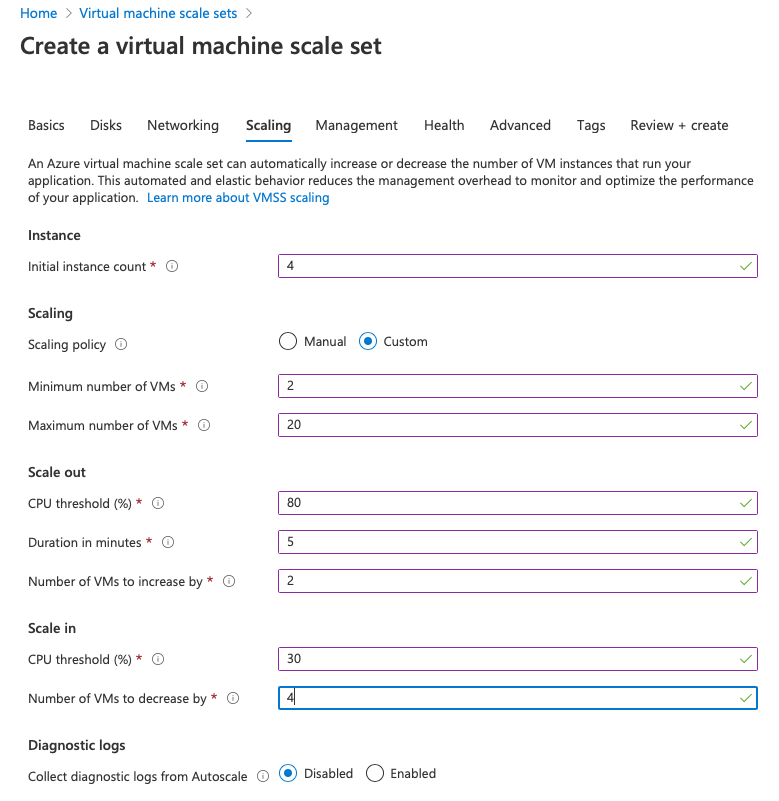 Home > Virtual machine scale sets >
Create a virtual machine scale set
Basics Disks Networking Scaling Management Health Advanced Tags Review + create
An Azure virtual machine scale set can automatically increase or decrease the number of VM instances that run your
application. This automated and elastic behavior reduces the management overhead to monitor and optimize the performance
of your application. Learn more about VMSS scaling
Instance
Initial instance count * 4
Scaling
Scaling policy Manual Custom
Minimum number of VMs * 2
Maximum number of VMs * 20
Scale out
CPU threshold (%) * 80
Duration in minutes * 5
Number of VMs to increase by * 2
Scale in
CPU threshold (%) * 30
Number of VMs to decrease by * 4
Diagnostic logs
Collect diagnostic logs from Autoscale Disabled Enabled